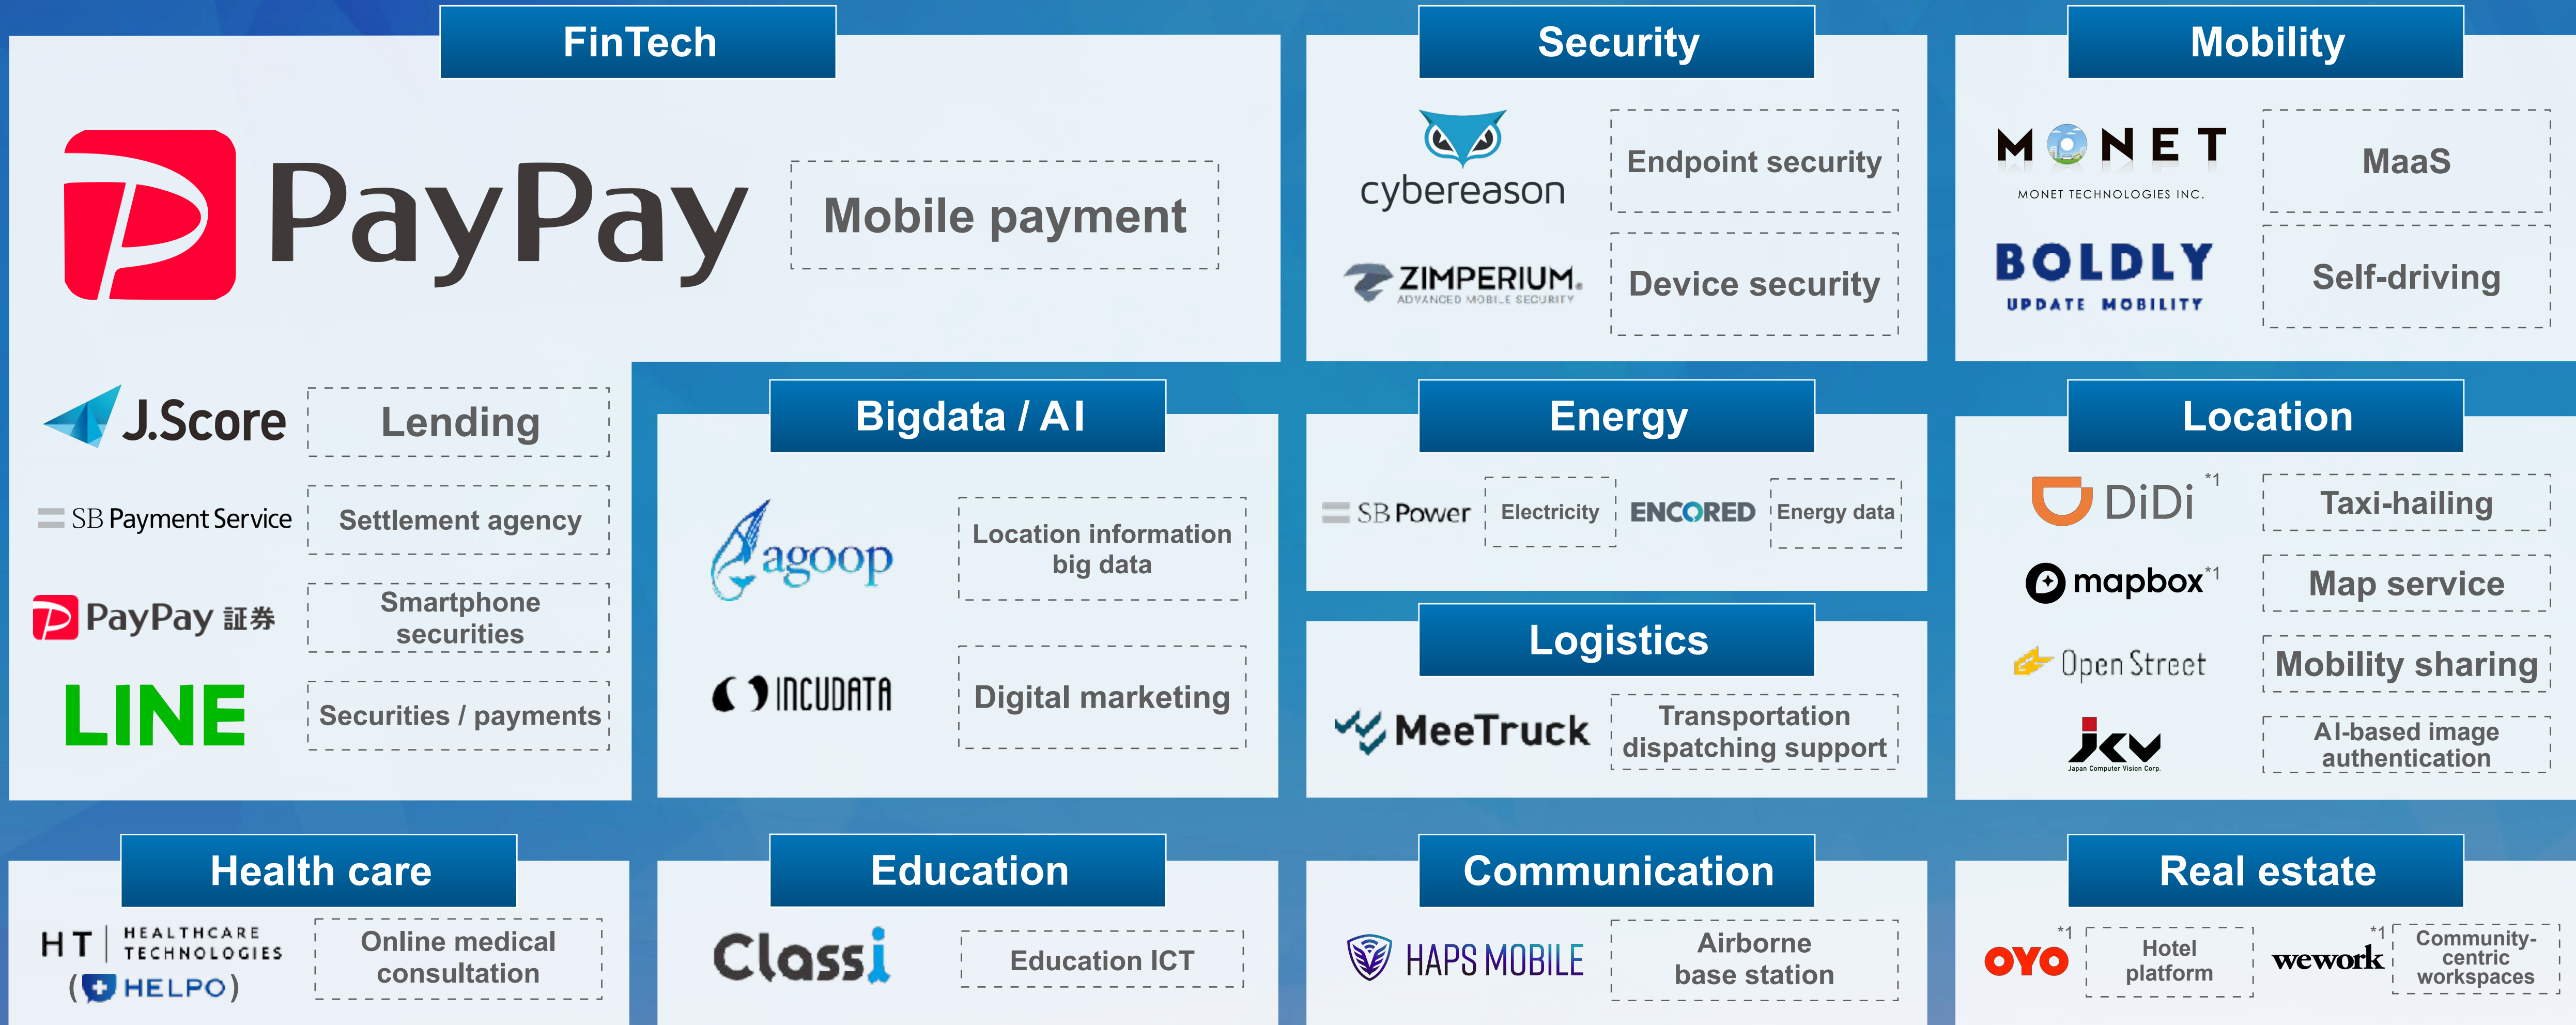 FinTech
PayPay
Mobile payment
J.Score
Lending
SB Payment Service
Settlement agency
PayPay 証券
Smartphone
securities
LINE
Securities / payments
Security
cybereason
Endpoint security
ZIMPERIUM®
ADVANCED MOBILE SECURITY
Device security
Mobility
MONET
MONET TECHNOLOGIES INC.
MaaS
BOLDLY
UPDATE MOBILITY
Self-driving
Bigdata / AI
agoop
Location information
big data
INCUDATA
Digital marketing
Energy
SB Power
Electricity
ENCORED
Energy data
Logistics
MeeTruck
Transportation
dispatching support
Location
DiDi *1
Taxi-hailing
mapbox *1
Map service
Open Street
Mobility sharing
jcv
Japan Computer Vision Corp.
AI-based image
authentication
Health care
HT HEALTHCARE
TECHNOLOGIES
(HELPO)
Online medical
consultation
Education
Classi
Education ICT
Communication
HAPS MOBILE
Airborne
base station
Real estate
OYO *1
Hotel
platform
wework *1
Community-
centric
workspaces